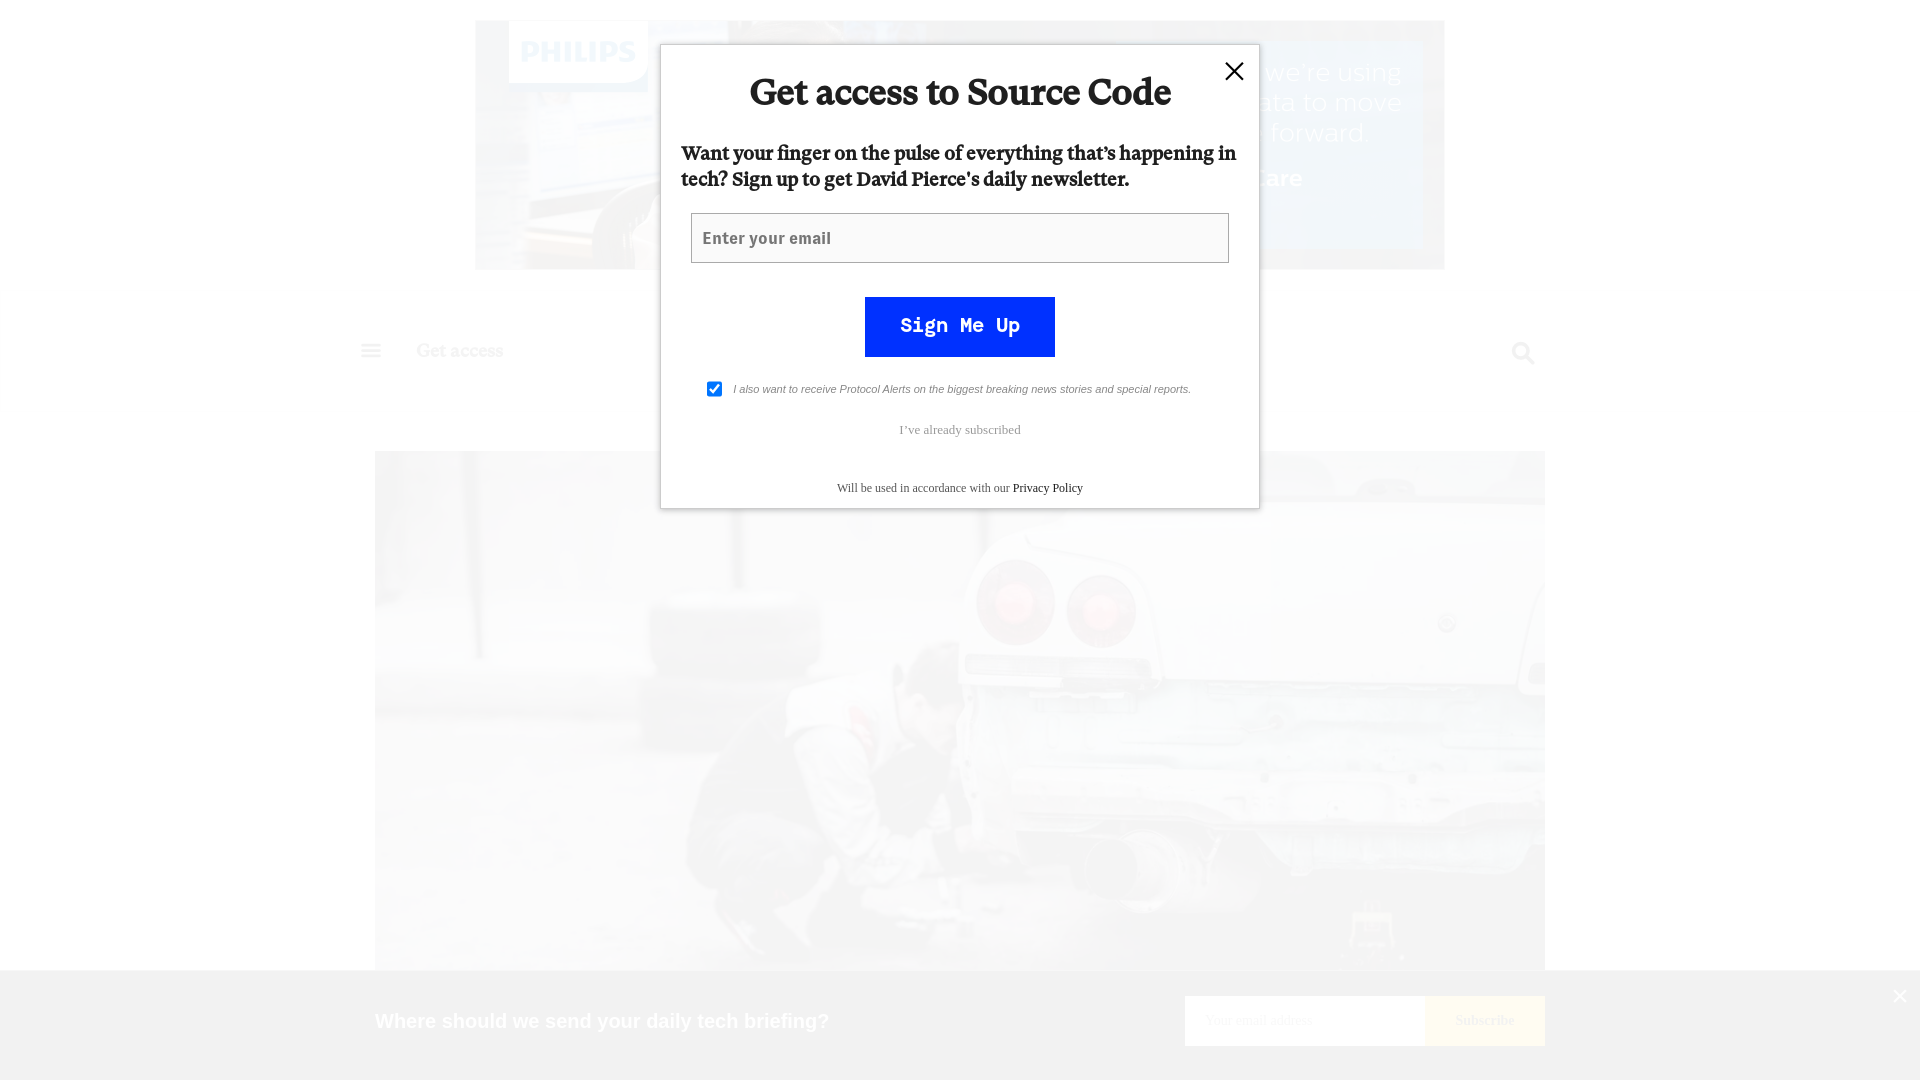 PHILIPS
we're using
ata to move
forward.
Care
Get access to Source Code
Want your finger on the pulse of everything that’s happening in
tech? Sign up to get David Pierce's daily newsletter.
Enter your email
Sign Me Up
I also want to receive Protocol Alerts on the biggest breaking news stories and special reports.
I’ve already subscribed
Will be used in accordance with our Privacy Policy
Get access
Where should we send your daily tech briefing?
Your email address
Subscribe